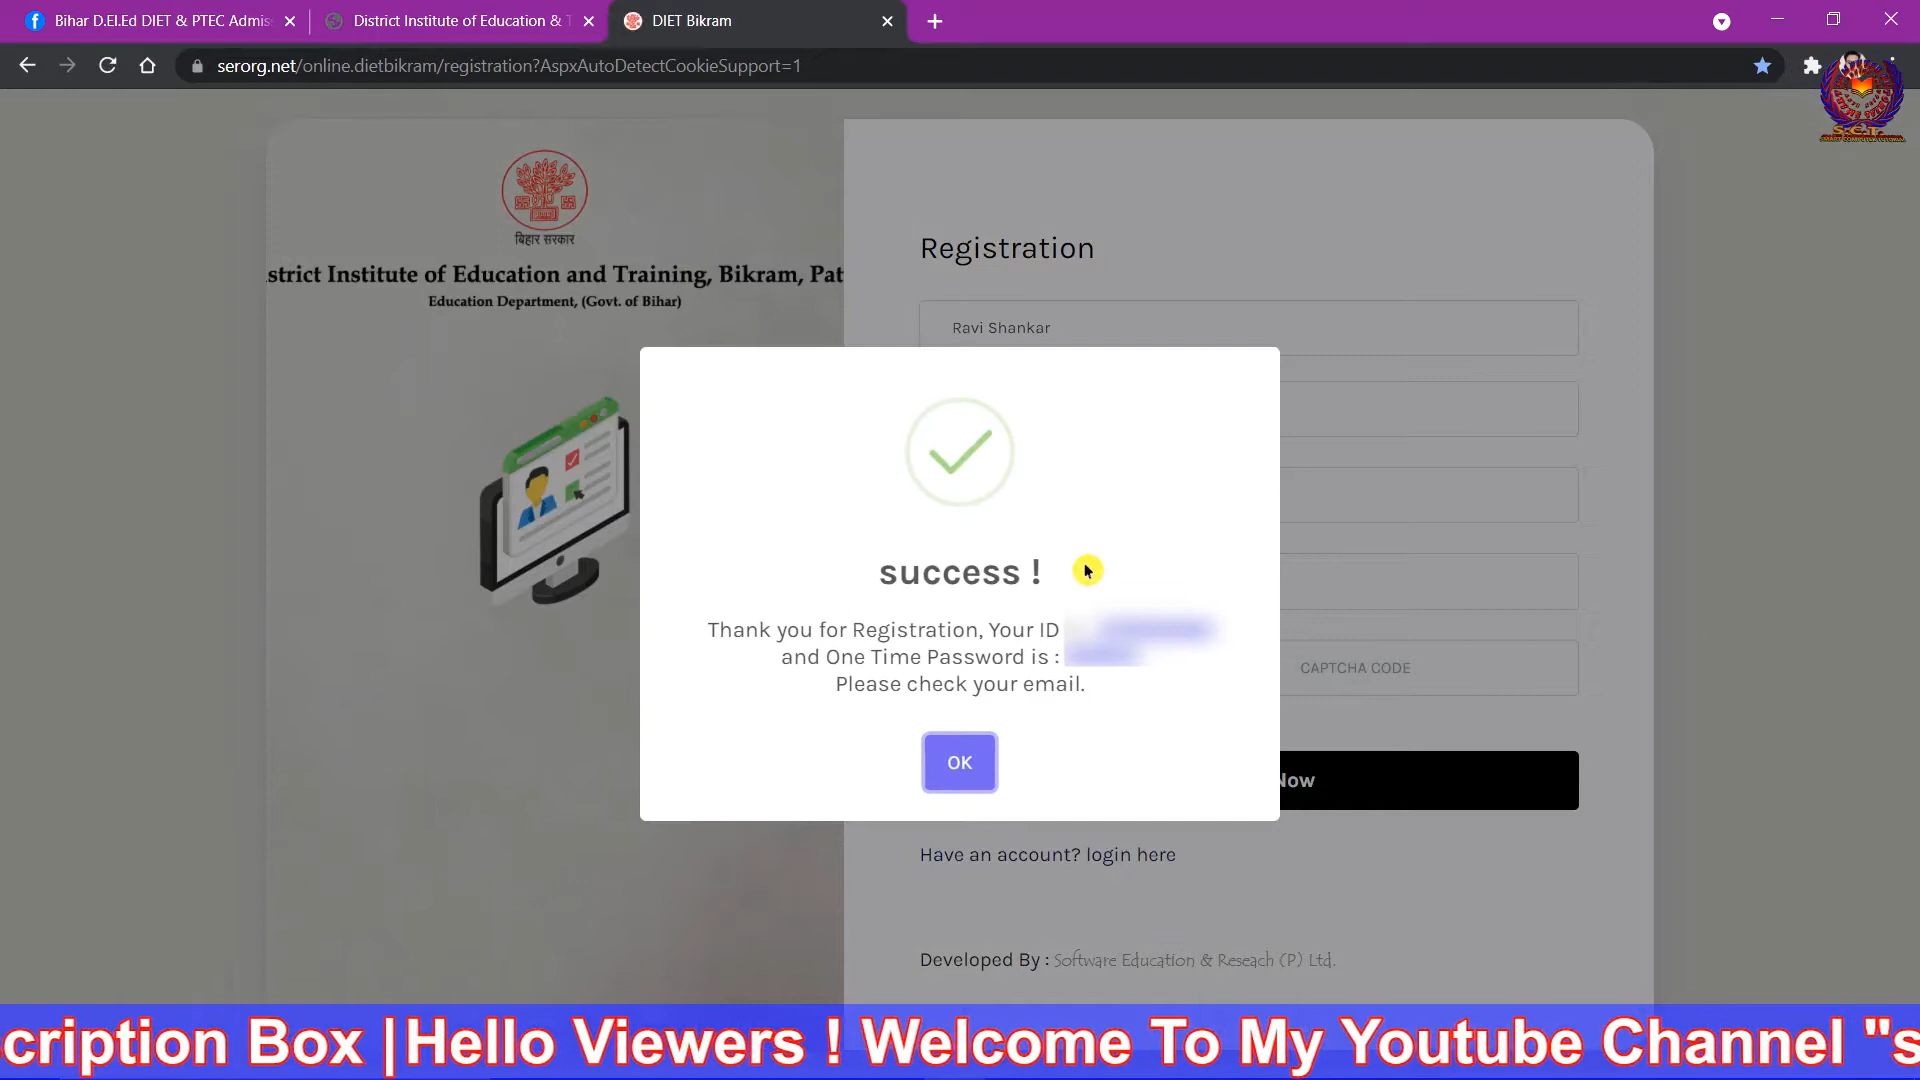 Bihar D.El.Ed DIET & PTEC Admis
District Institute of Education & T
DIET Bikram
serorg.net/online.dietbikram/registration?AspxAutoDetectCookieSupport=1
S.C.T.
SMART COMPUTER TUTORIAL
बिहार सरकार
strict Institute of Education and Training, Bikram, Pat
Education Department, (Govt. of Bihar)
Registration
Ravi Shankar
success !
Thank you for Registration, Your ID
and One Time Password is :
Please check your email.
OK
CAPTCHA CODE
Now
Have an account? login here
Developed By : Software Education & Reseach (P) Ltd.
cription Box |Hello Viewers ! Welcome To My Youtube Channel "s